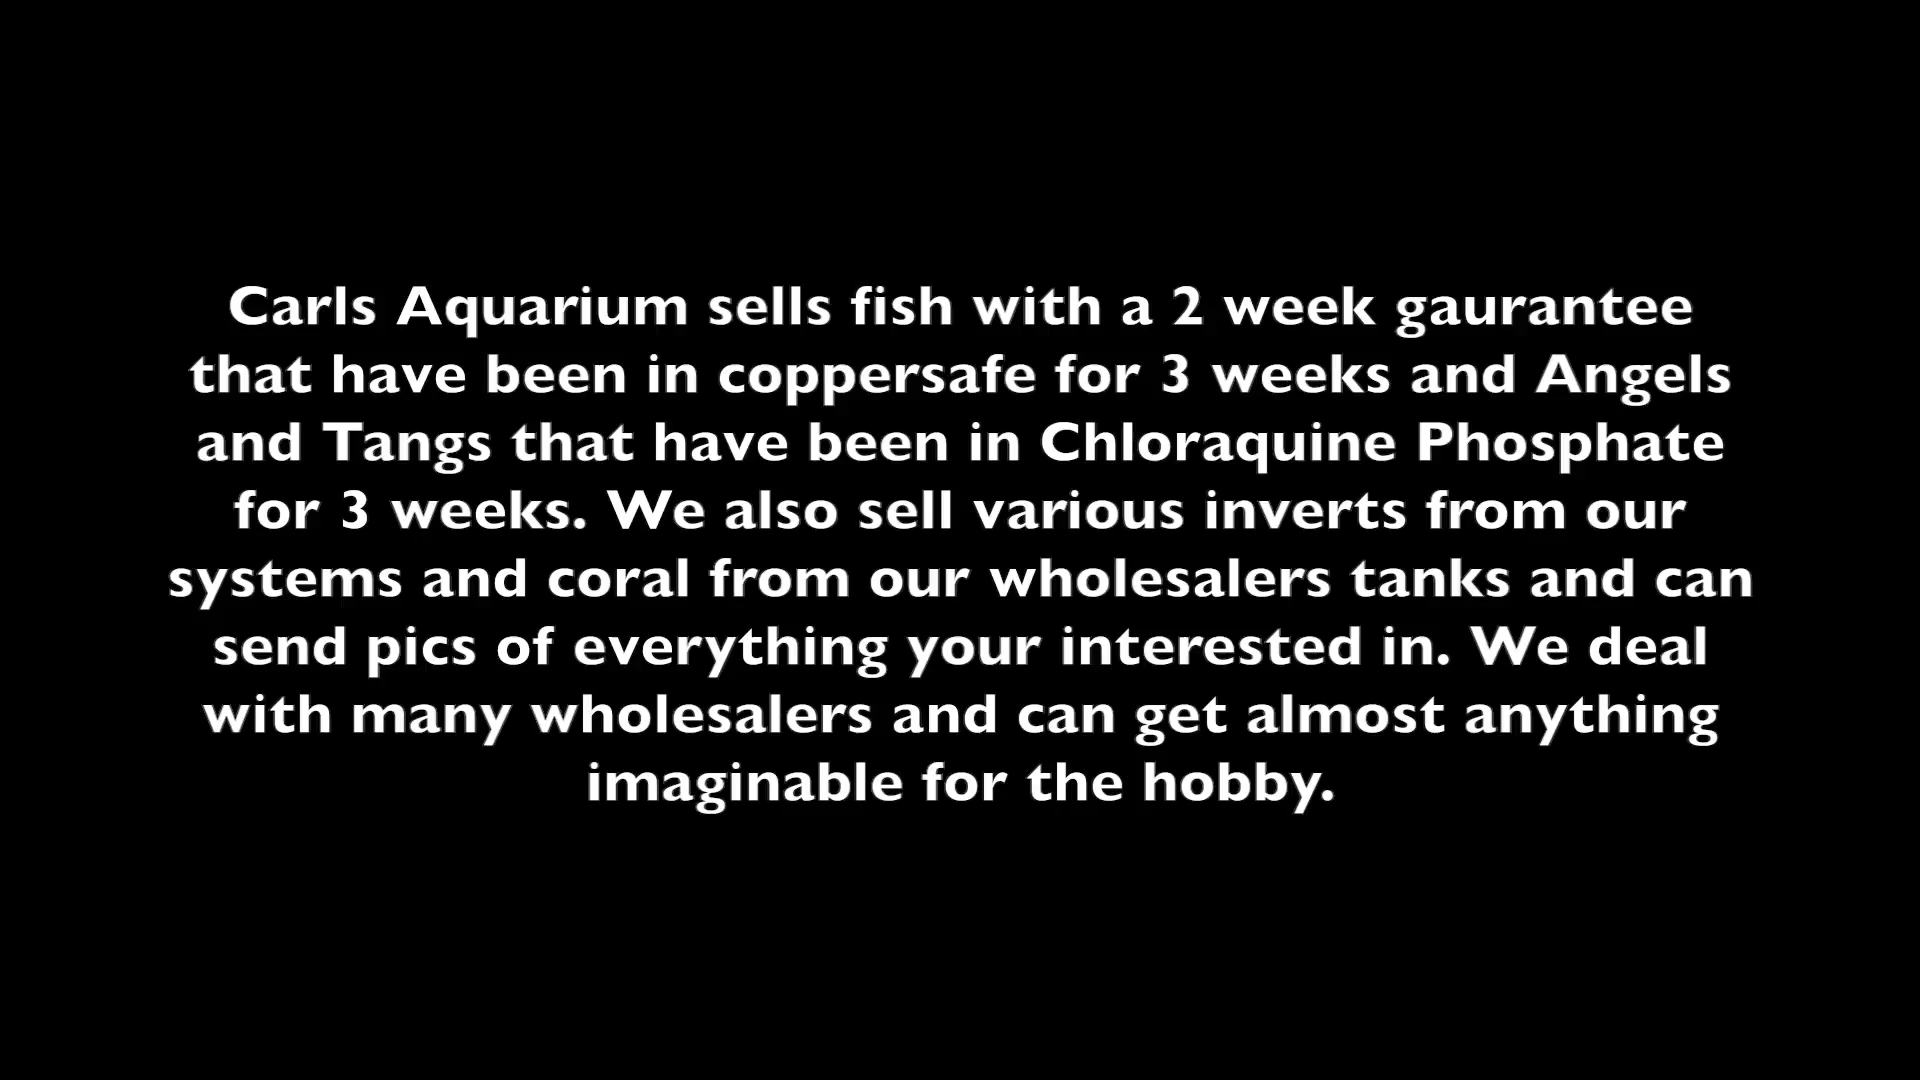 Carls Aquarium sells fish with a 2 week gaurantee
that have been in coppersafe for 3 weeks and Angels
and Tangs that have been in Chloraquine Phosphate
for 3 weeks. We also sell various inverts from our
systems and coral from our wholesalers tanks and can
send pics of everything your interested in. We deal
with many wholesalers and can get almost anything
imaginable for the hobby.